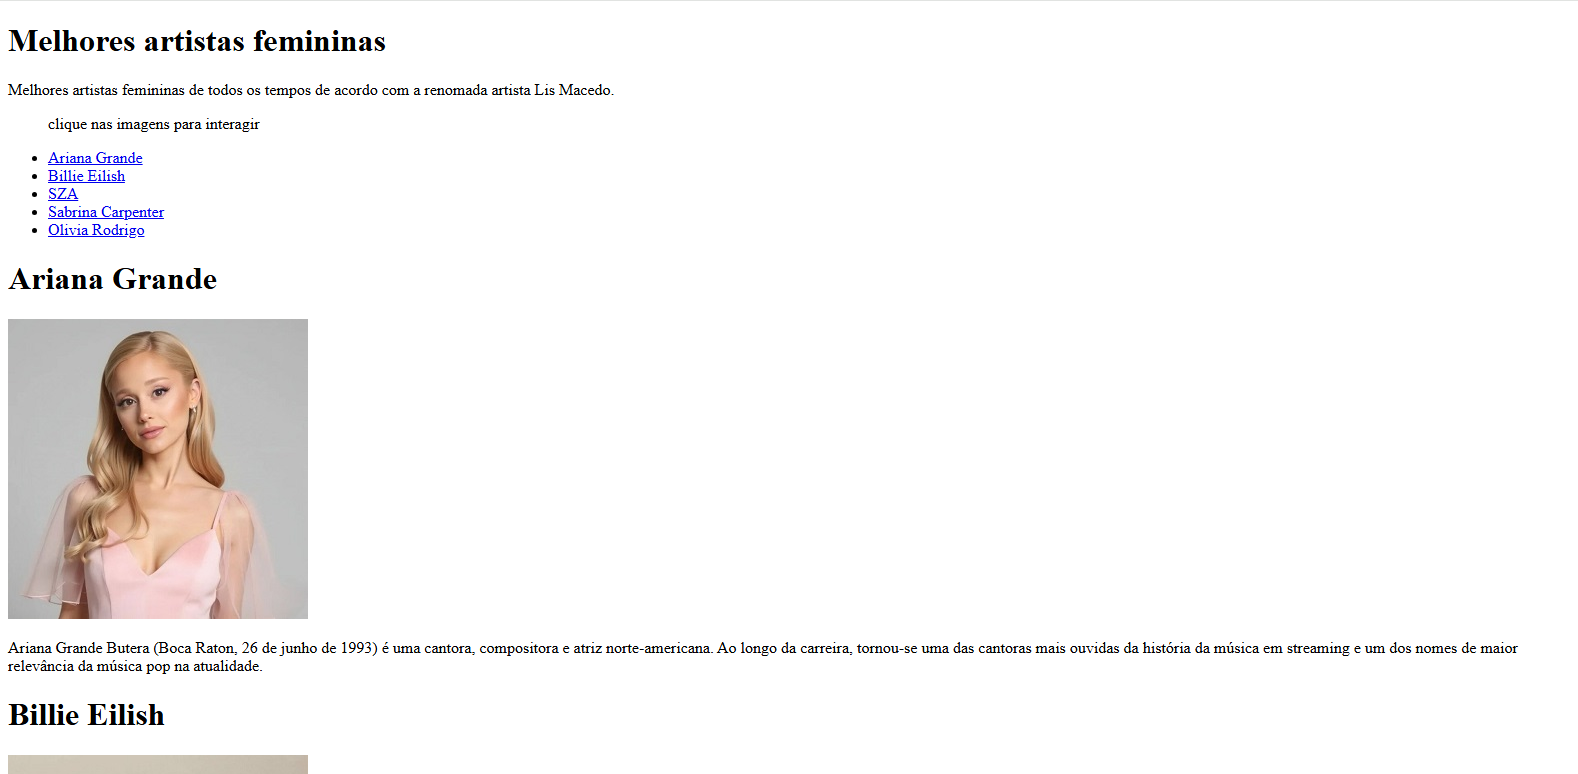 Melhores artistas femininas
Melhores artistas femininas de todos os tempos de acordo com a renomada artista Lis Macedo.
clique nas imagens para interagir
Ariana Grande
Billie Eilish
SZA
Sabrina Carpenter
Olivia Rodrigo
Ariana Grande
Ariana Grande Butera (Boca Raton, 26 de junho de 1993) é uma cantora, compositora e atriz norte-americana. Ao longo da carreira, tornou-se uma das cantoras mais ouvidas da história da música em streaming e um dos nomes de maior
relevância da música pop na atualidade.
Billie Eilish